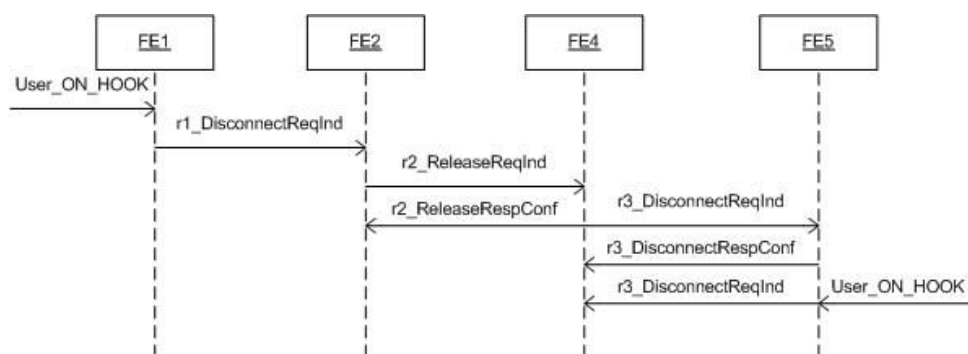 FE1
FE2
FE4
FE5
User_ON_HOOK
r1_DisconnectReqInd
r2_ReleaseReqInd
r2_ReleaseRespConf
r3_DisconnectReqInd
r3_DisconnectRespConf
r3_DisconnectReqInd
User_ON_HOOK